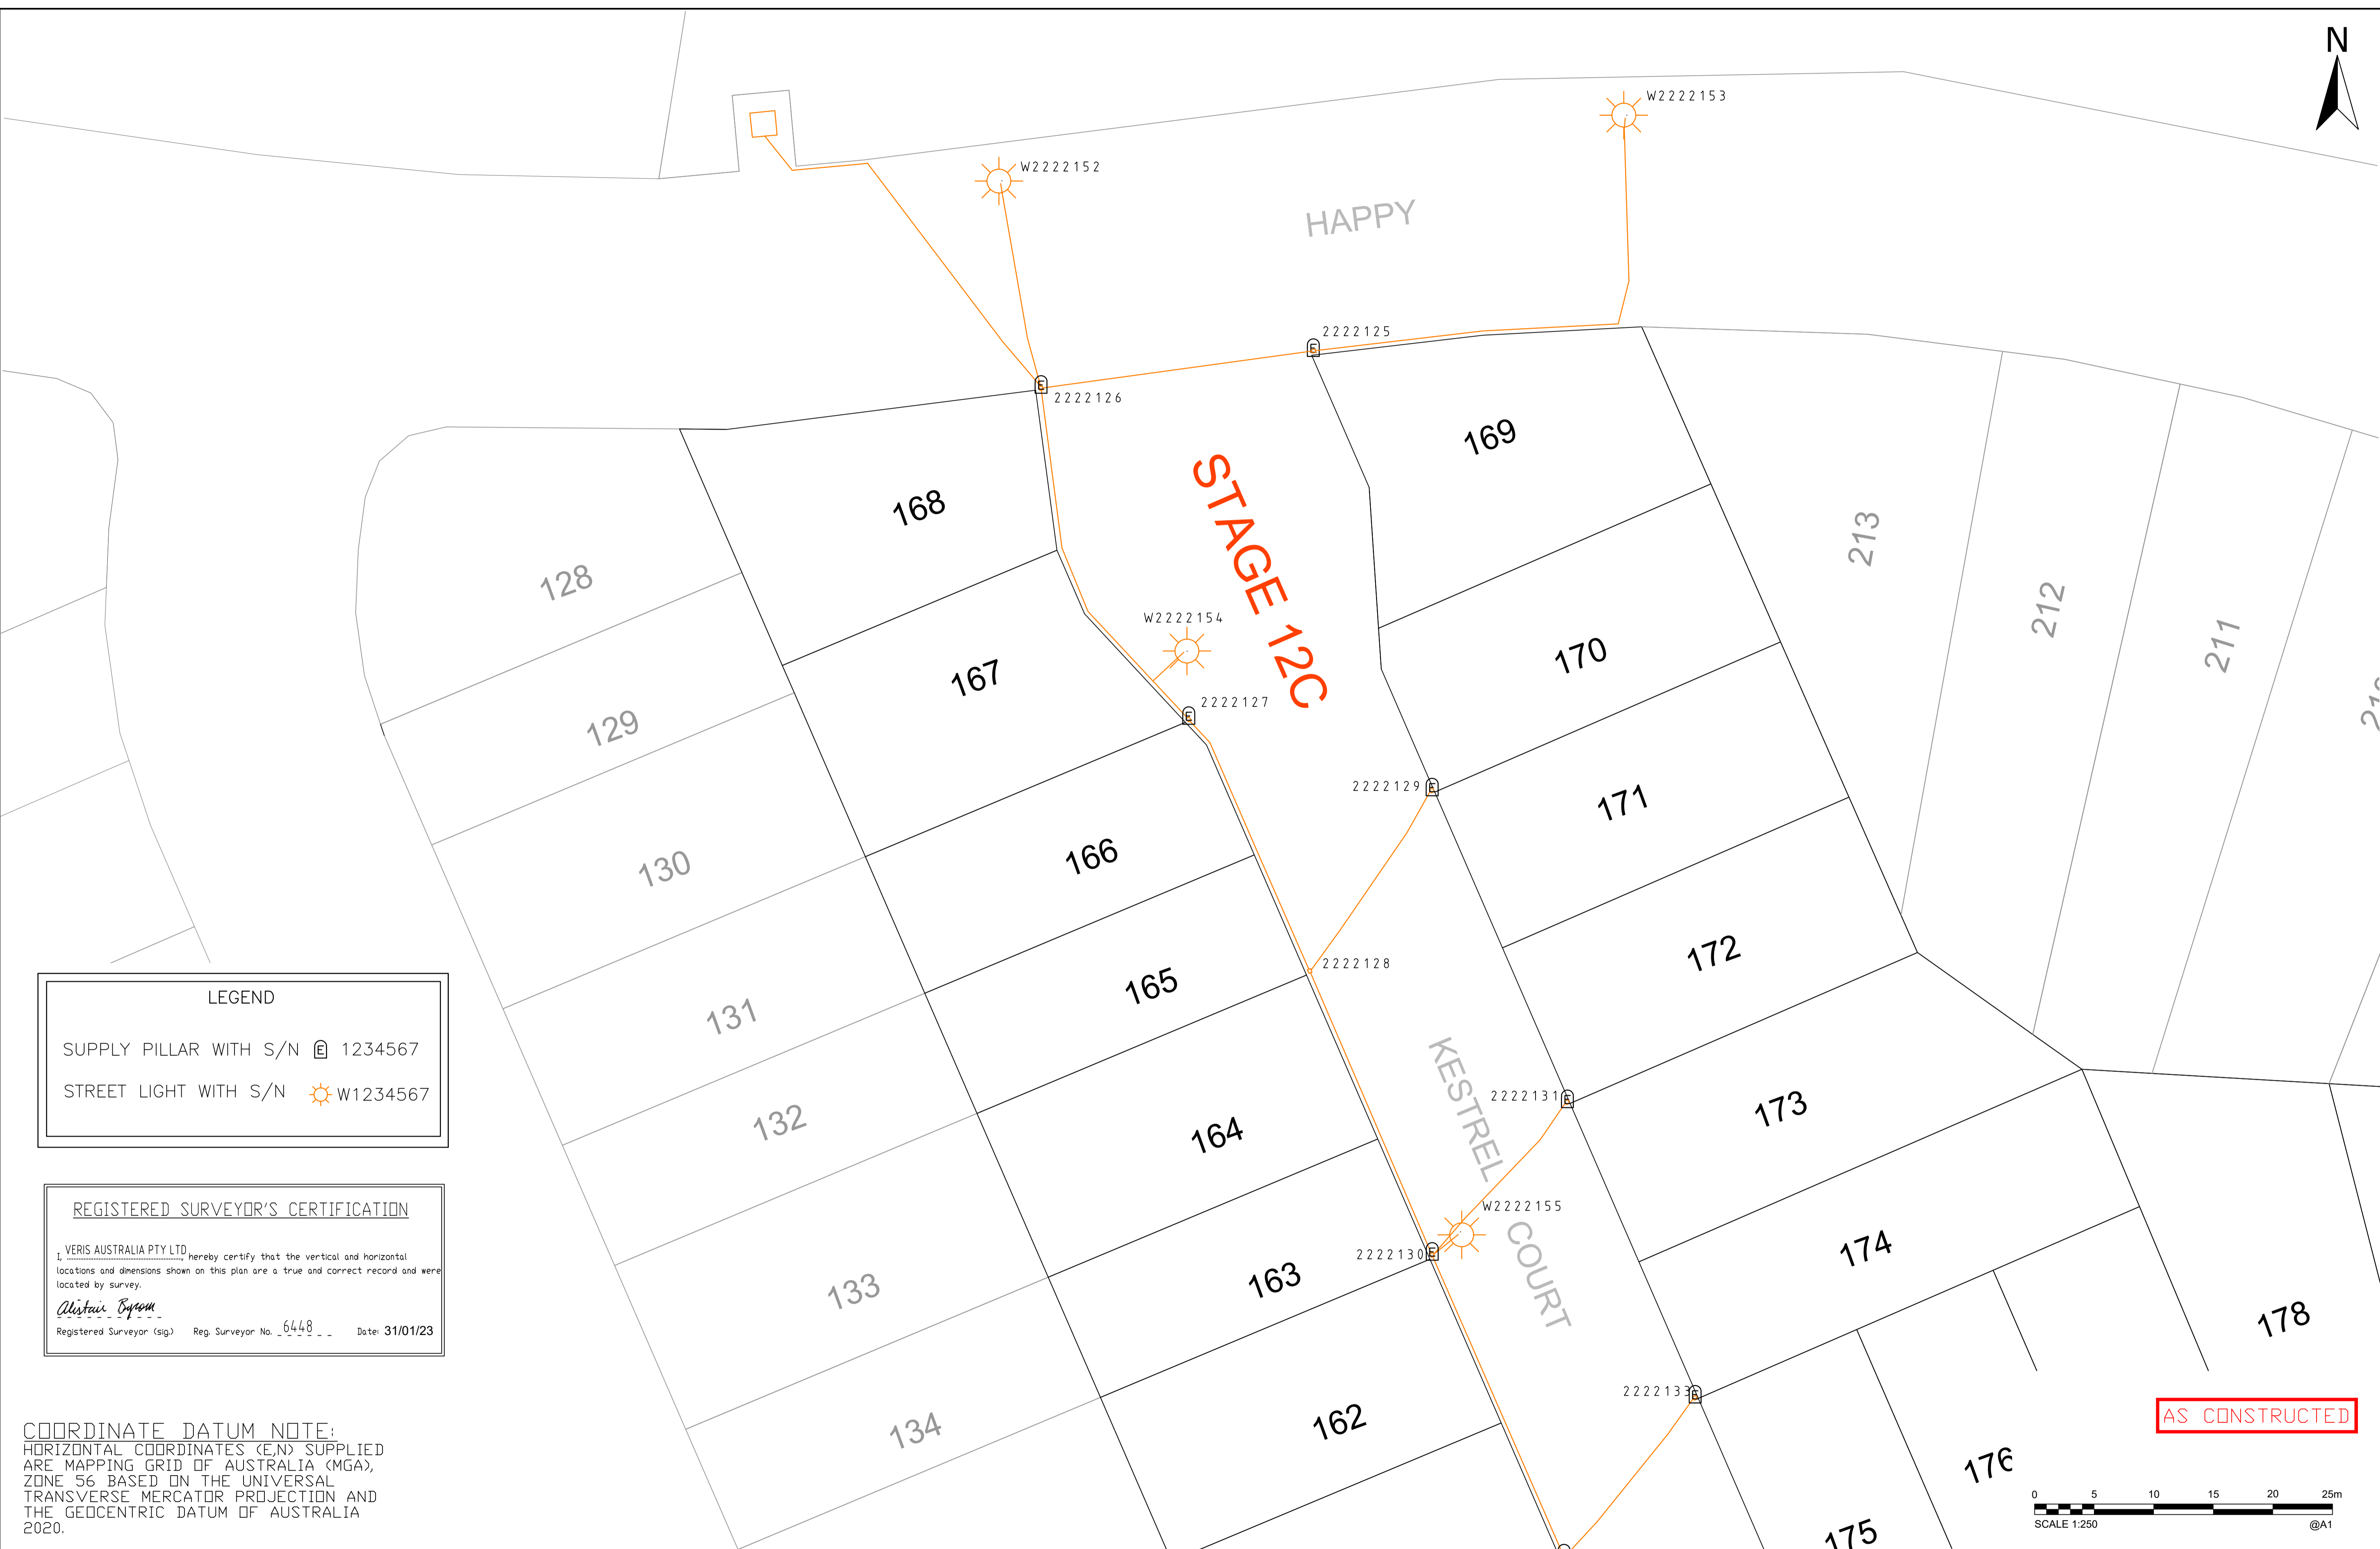 N
W2222153
W2222152
HAPPY
2222125
2222126
169
168
STAGE 12C
213
128
212
W2222154
211
170
167
2222127
129
2222129
171
166
130
172
2222128
165
131
LEGEND
SUPPLY PILLAR WITH S/N E 1234567
STREET LIGHT WITH S/N W1234567
KESTREL COURT
2222131
173
132
164
W2222155
2222130
174
163
133
178
2222133
162
134
176
175
REGISTERED SURVEYOR'S CERTIFICATION
I, VERIS AUSTRALIA PTY LTD, hereby certify that the vertical and horizontal
locations and dimensions shown on this plan are a true and correct record and were
located by survey.
Alistair Byrom
Registered Surveyor (sig.) Reg. Surveyor No. 6448 Date: 31/01/23
COORDINATE DATUM NOTE:
HORIZONTAL COORDINATES (E,N) SUPPLIED
ARE MAPPING GRID OF AUSTRALIA (MGA),
ZONE 56 BASED ON THE UNIVERSAL
TRANSVERSE MERCATOR PROJECTION AND
THE GEOCENTRIC DATUM OF AUSTRALIA
2020.
AS CONSTRUCTED
0 5 10 15 20 25m
SCALE 1:250 @A1